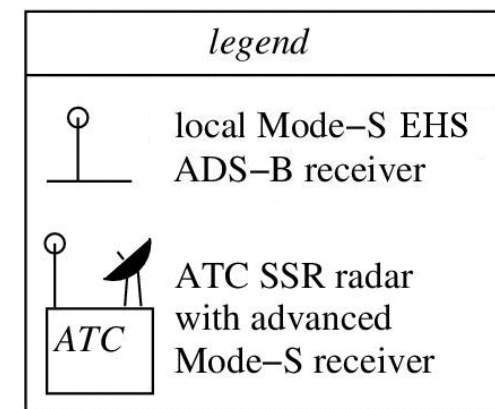 legend
local Mode−S EHS
ADS−B receiver
ATC
ATC SSR radar
with advanced
Mode−S receiver